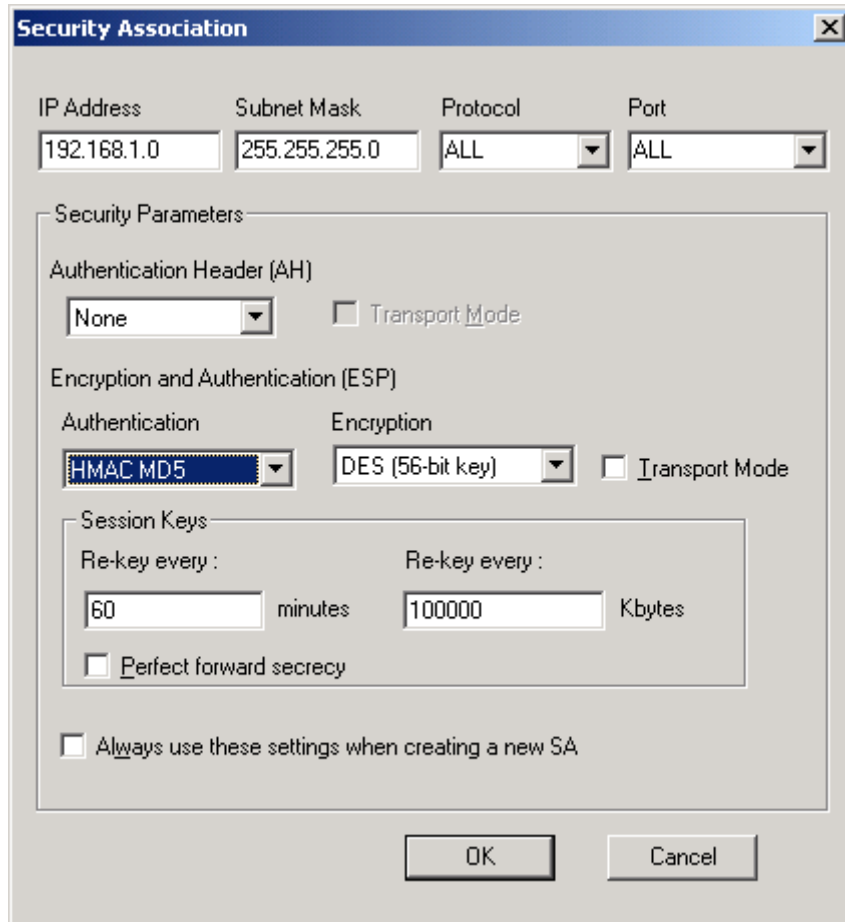 Security Association
IP Address Subnet Mask Protocol Port
192.168.1.0 255.255.255.0 ALL ALL
Security Parameters
Authentication Header (AH)
None Transport Mode
Encryption and Authentication (ESP)
Authentication Encryption
HMAC MD5 DES (56-bit key) Transport Mode
Session Keys
Re-key every : Re-key every :
60 minutes 100000 Kbytes
Perfect forward secrecy
Always use these settings when creating a new SA
OK Cancel